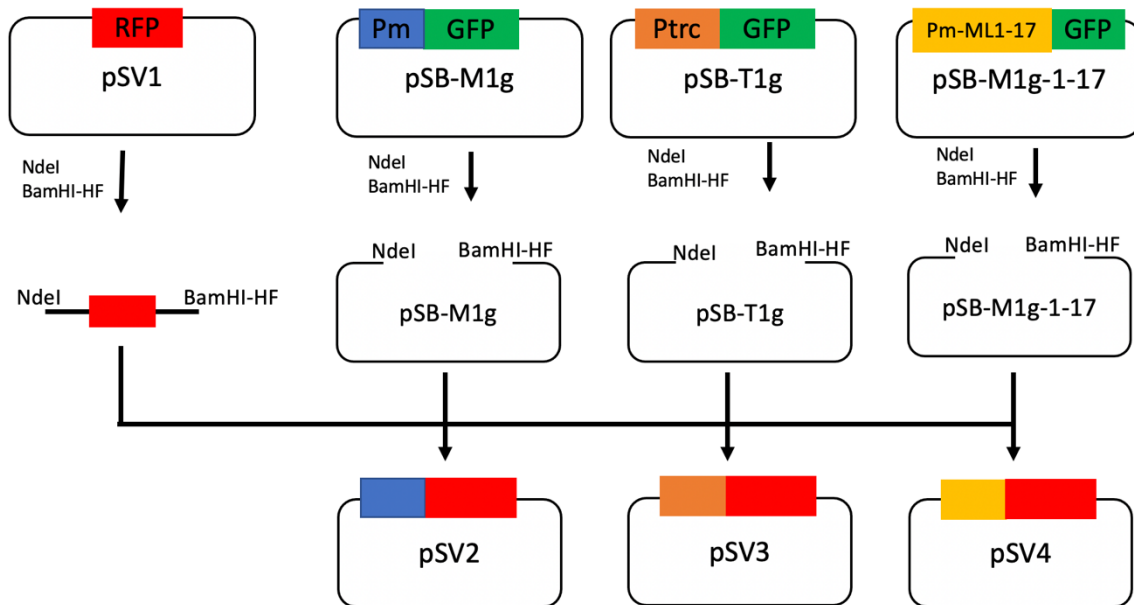 RFP
pSV1
Pm GFP
pSB-M1g
Ptrc GFP
pSB-T1g
Pm-ML1-17 GFP
pSB-M1g-1-17
NdeI
BamHI-HF
NdeI
BamHI-HF
NdeI
BamHI-HF
NdeI
BamHI-HF
NdeI BamHI-HF
NdeI BamHI-HF
pSB-M1g
NdeI BamHI-HF
pSB-T1g
NdeI BamHI-HF
pSB-M1g-1-17
pSV2
pSV3
pSV4